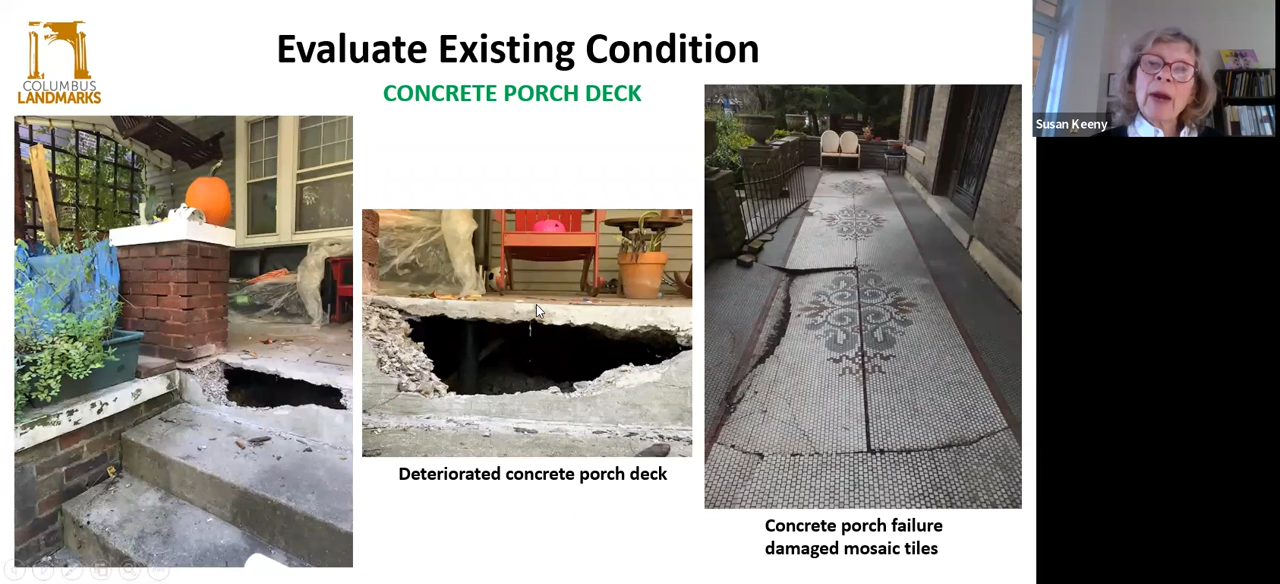 COLUMBUS
LANDMARKS
Evaluate Existing Condition
CONCRETE PORCH DECK
Susan Keeny
Deteriorated concrete porch deck
Concrete porch failure
damaged mosaic tiles